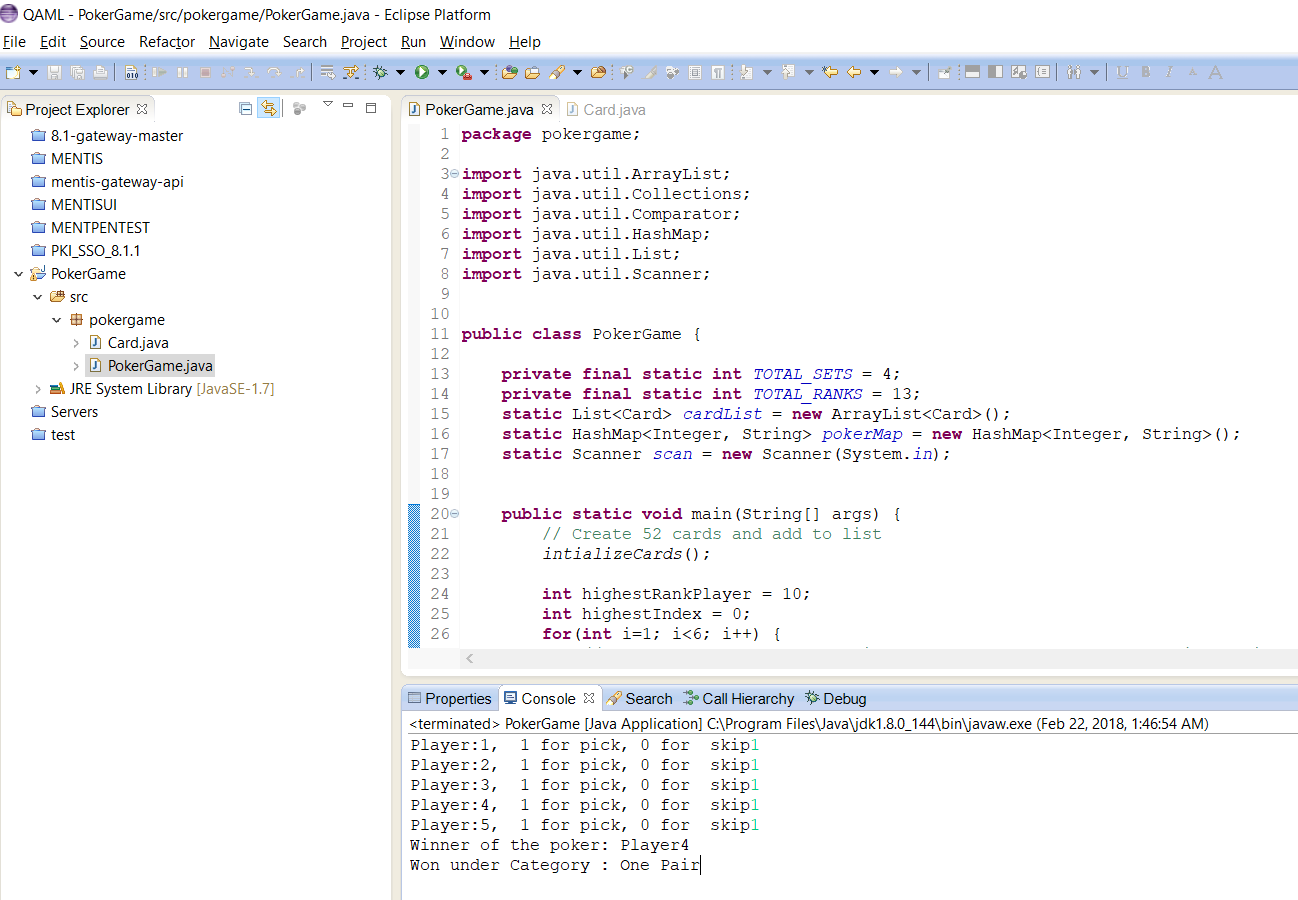 QAML - PokerGame/src/pokergame/PokerGame.java - Eclipse Platform
File Edit Source Refactor Navigate Search Project Run Window Help
Project Explorer
8.1-gateway-master
MENTIS
mentis-gateway-api
MENTISUI
MENTPENTEST
PKI_SSO_8.1.1
PokerGame
src
pokergame
Card.java
PokerGame.java
JRE System Library [JavaSE-1.7]
Servers
test
PokerGame.java Card.java
1 package pokergame;
2
3 import java.util.ArrayList;
4 import java.util.Collections;
5 import java.util.Comparator;
6 import java.util.HashMap;
7 import java.util.List;
8 import java.util.Scanner;
9
10
11 public class PokerGame {
12
13 private final static int TOTAL_SETS = 4;
14 private final static int TOTAL_RANKS = 13;
15 static List<Card> cardList = new ArrayList<Card>();
16 static HashMap<Integer, String> pokerMap = new HashMap<Integer, String>();
17 static Scanner scan = new Scanner(System.in);
18
19
20 public static void main(String[] args) {
21 // Create 52 cards and add to list
22 intializeCards();
23
24 int highestRankPlayer = 10;
25 int highestIndex = 0;
26 for(int i=1; i<6; i++) {
Properties Console Search Call Hierarchy Debug
<terminated> PokerGame [Java Application] C:\Program Files\Java\jdk1.8.0_144\bin\javaw.exe (Feb 22, 2018, 1:46:54 AM)
Player:1,  1 for pick, 0 for  skip1
Player:2,  1 for pick, 0 for  skip1
Player:3,  1 for pick, 0 for  skip1
Player:4,  1 for pick, 0 for  skip1
Player:5,  1 for pick, 0 for  skip1
Winner of the poker: Player4
Won under Category : One Pair